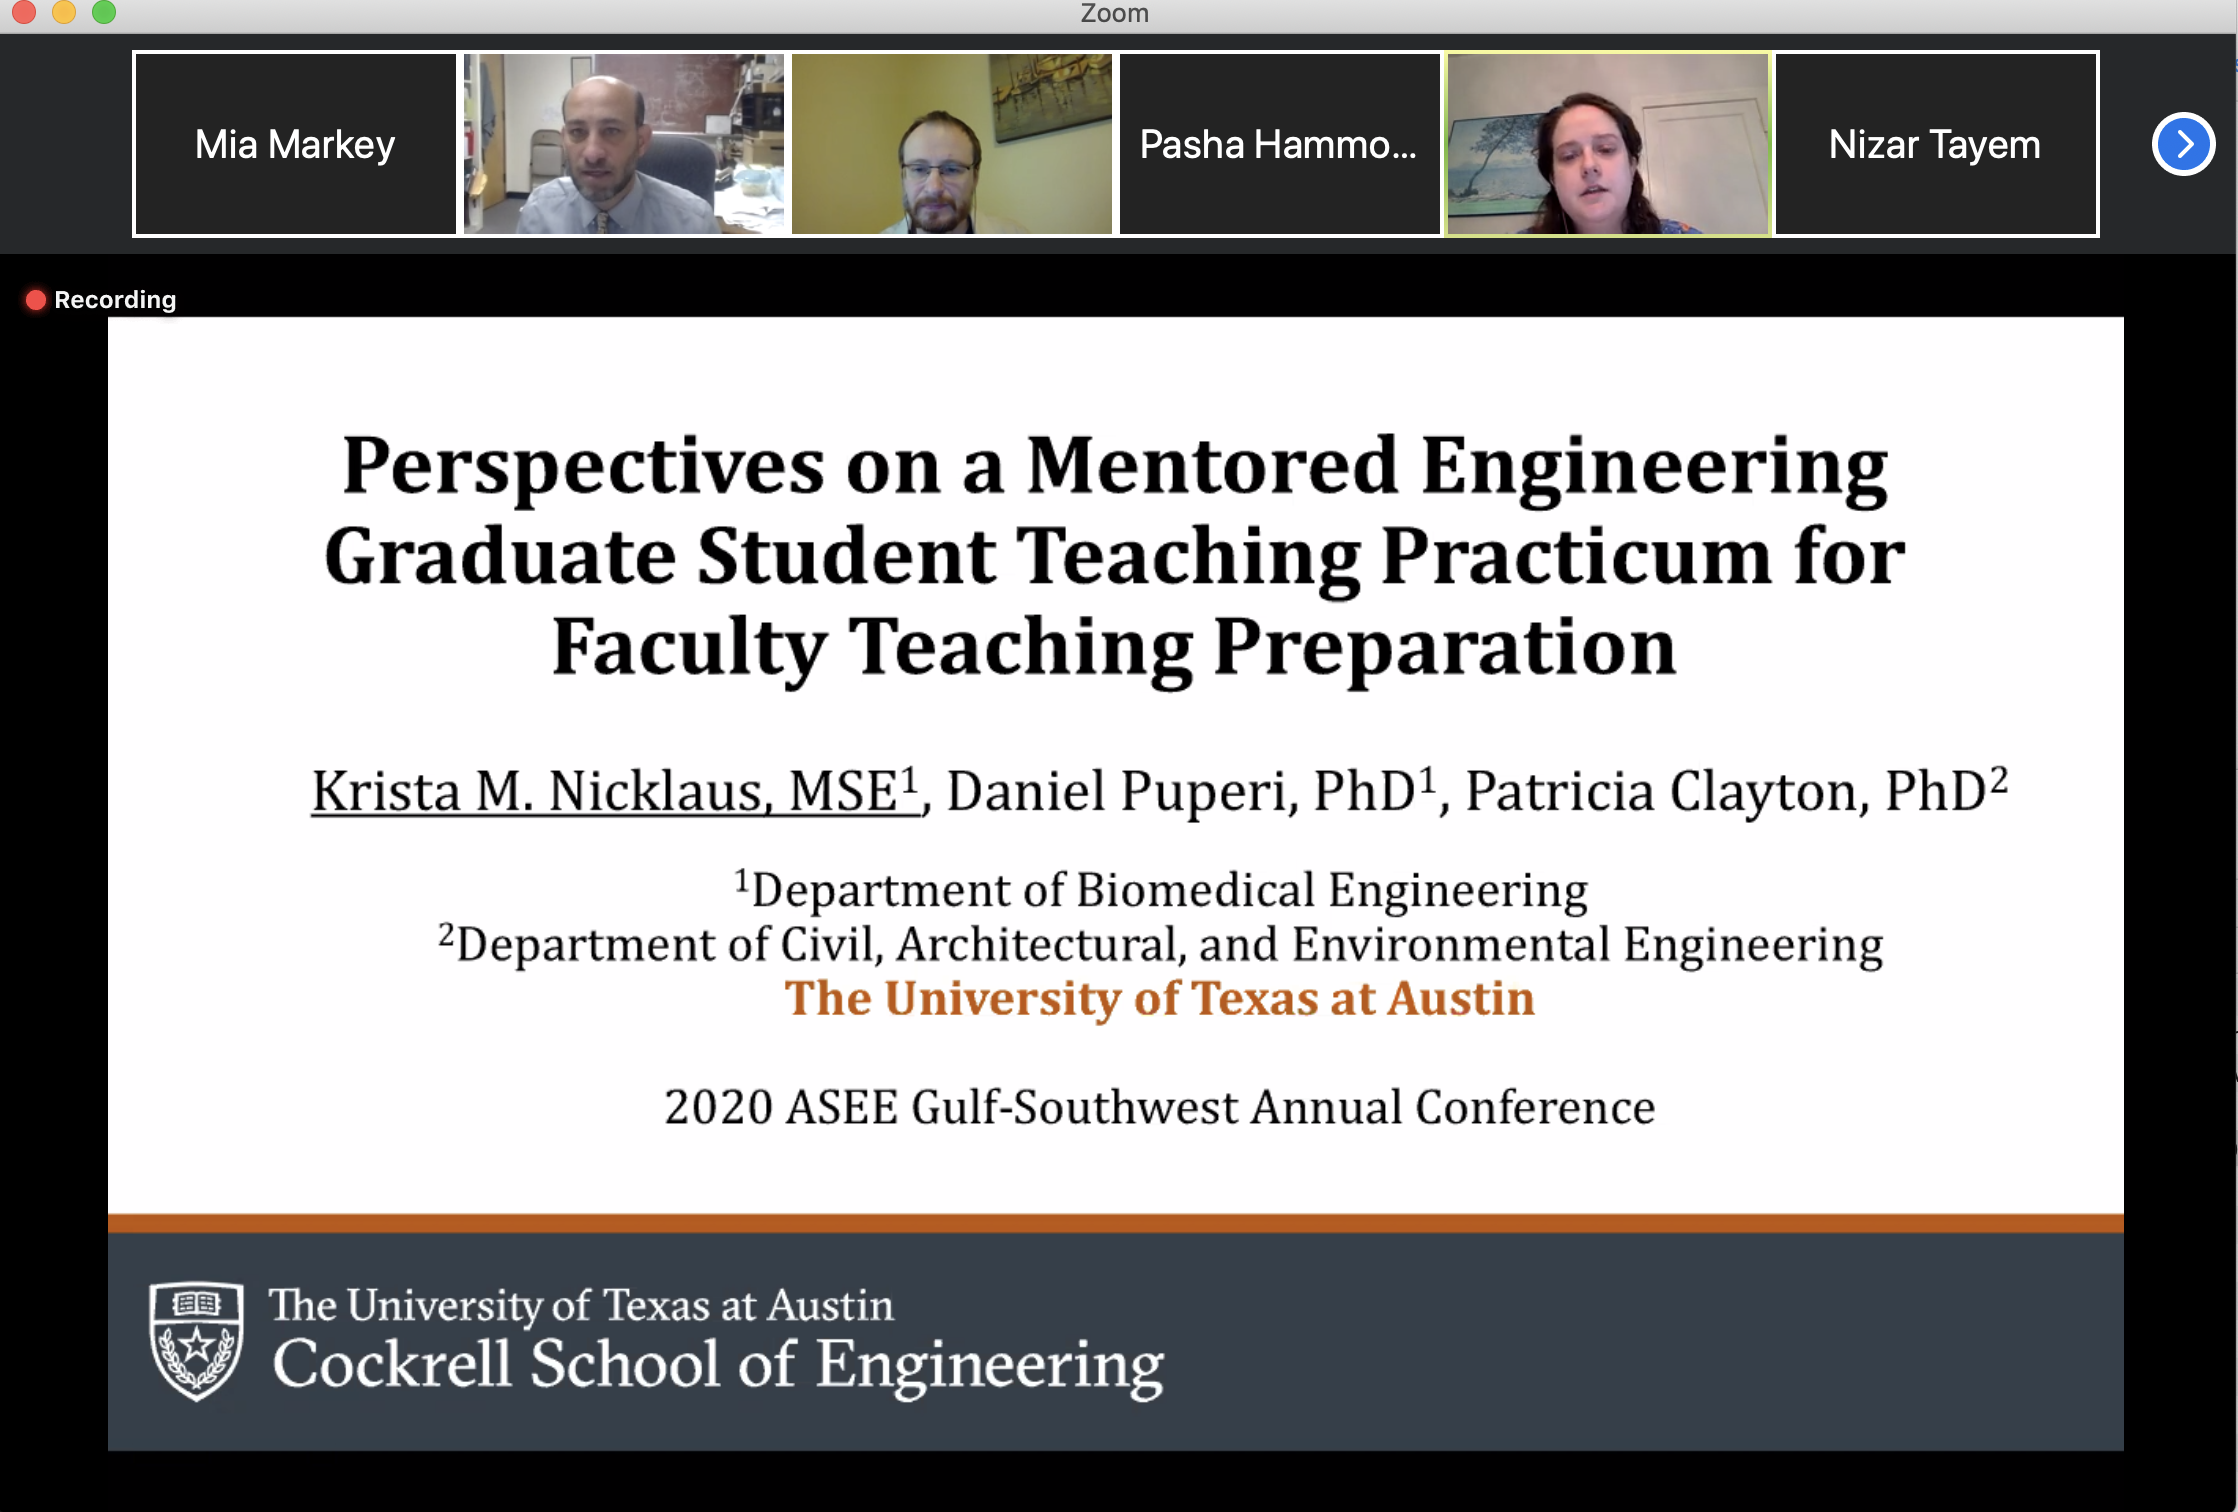 Zoom
Mia Markey
Pasha Hammo...
Nizar Tayem
Recording
Perspectives on a Mentored Engineering
Graduate Student Teaching Practicum for
Faculty Teaching Preparation
Krista M. Nicklaus, MSE¹, Daniel Puperi, PhD¹, Patricia Clayton, PhD²
¹Department of Biomedical Engineering
²Department of Civil, Architectural, and Environmental Engineering
The University of Texas at Austin
2020 ASEE Gulf-Southwest Annual Conference
The University of Texas at Austin
Cockrell School of Engineering